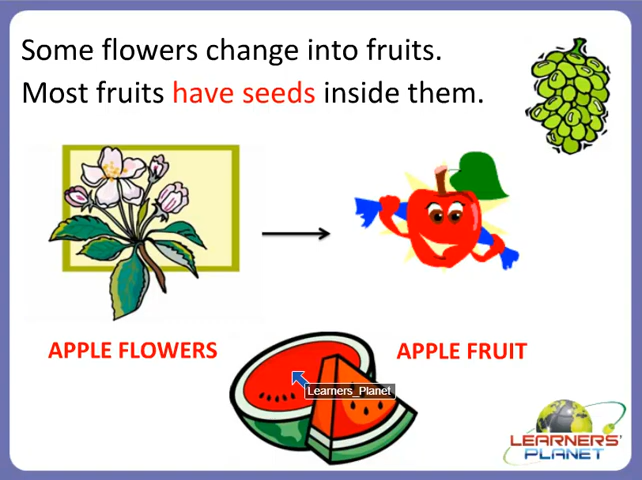 Some flowers change into fruits.
Most fruits have seeds inside them.
APPLE FLOWERS
APPLE FRUIT
Learners_Planet
LEARNERS'
PLANET